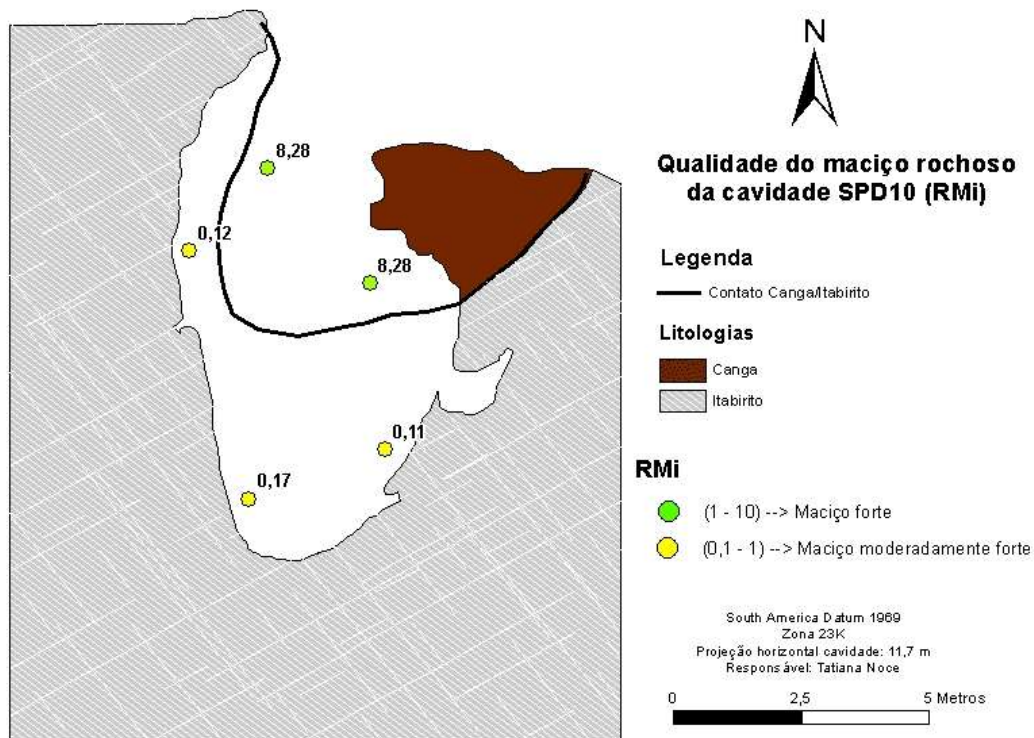 N
Qualidade do maciço rochoso
da cavidade SPD10 (RMi)
Legenda
Contato Canga/Itabirito
Litologias
Canga
Itabirito
RMi
(1 - 10) --> Maciço forte
(0,1 - 1) --> Maciço moderadamente forte
South America Datum 1969
Zona 23K
Projeção horizontal cavidade: 11,7 m
Responsável: Tatiana Noce
0 2,5 5 Metros
8,28
0,12
8,28
0,11
0,17